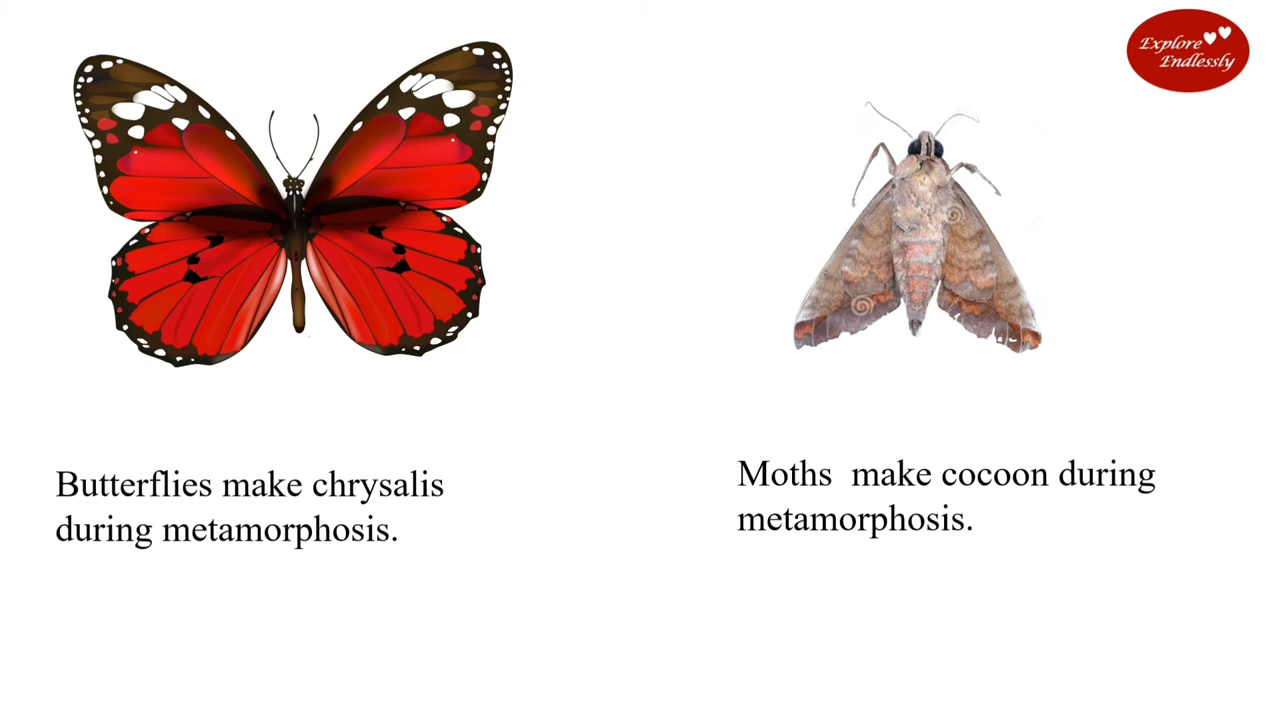 Explore
Endlessly
Butterflies make chrysalis
during metamorphosis.
Moths  make cocoon during
metamorphosis.